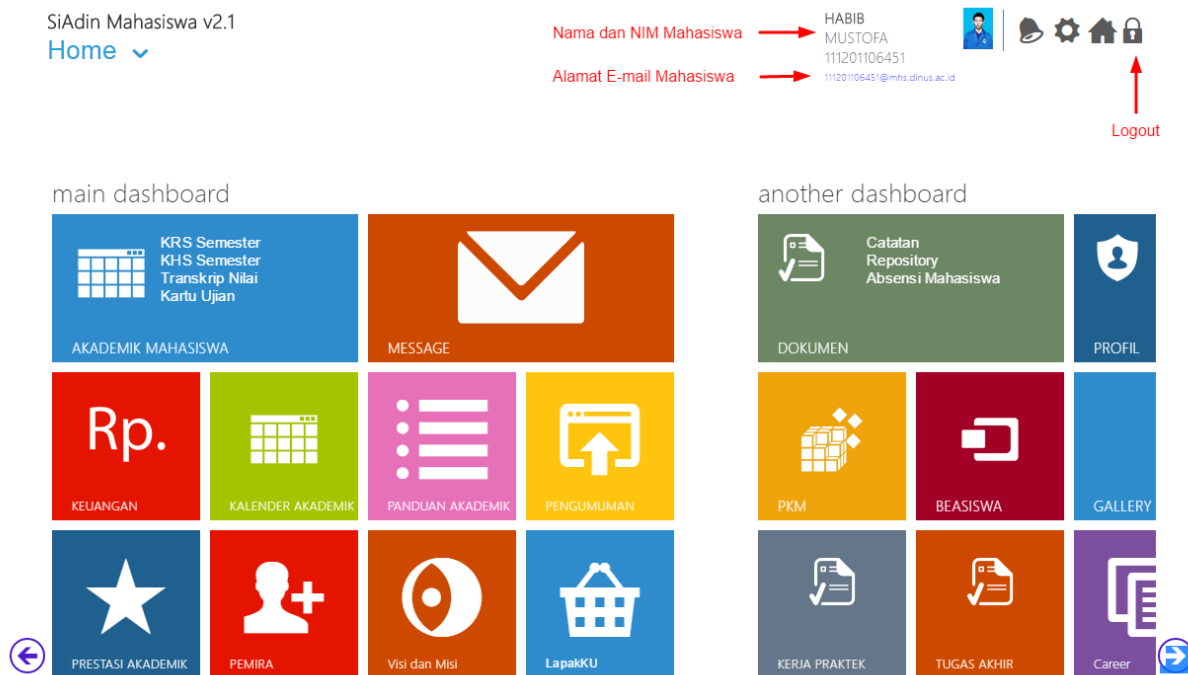 SiAdin Mahasiswa v2.1
Home
Nama dan NIM Mahasiswa
HABIB
MUSTOFA
111201106451
Alamat E-mail Mahasiswa
111201106451@mhs.dinus.ac.id
Logout
main dashboard
KRS Semester
KHS Semester
Transkrip Nilai
Kartu Ujian
AKADEMIK MAHASISWA
MESSAGE
Rp.
KEUANGAN
KALENDER AKADEMIK
PANDUAN AKADEMIK
PENGUMUMAN
PRESTASI AKADEMIK
PEMIRA
Visi dan Misi
LapakKU
another dashboard
Catatan
Repository
Absensi Mahasiswa
DOKUMEN
PROFIL
PKM
BEASISWA
GALLERY
KERJA PRAKTEK
TUGAS AKHIR
Career